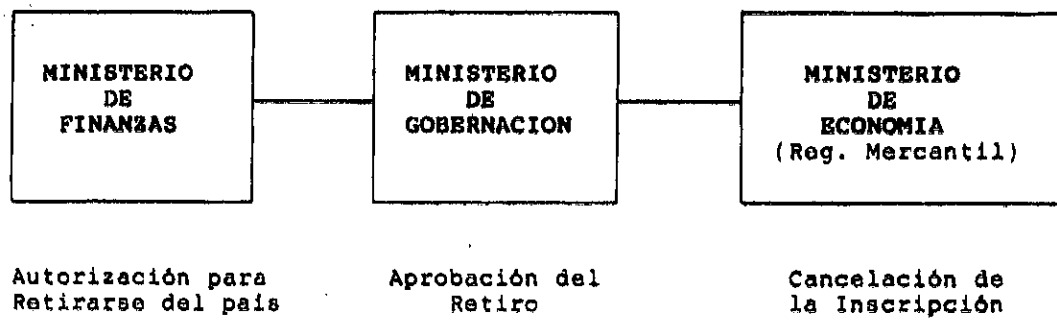 MINISTERIO
DE
FINANZAS
MINISTERIO
DE
GOBERNACION
MINISTERIO
DE
ECONOMIA
(Reg. Mercantil)
Autorización para
Retirarse del país
Aprobación del
Retiro
Cancelación de
la Inscripción